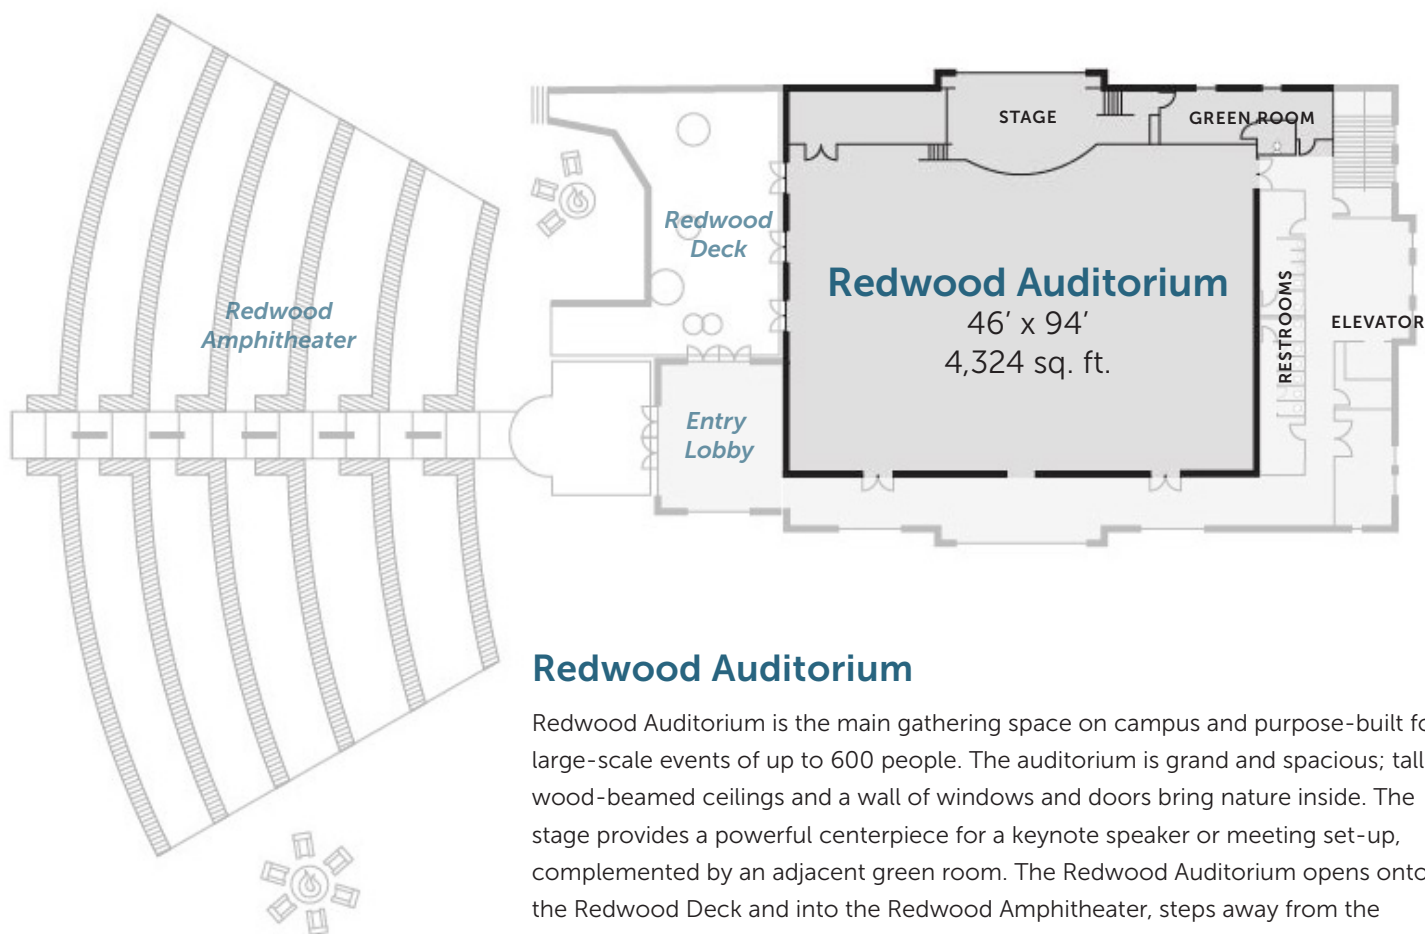 STAGE
GREEN ROOM
Redwood
Deck
Redwood Auditorium
46’ x 94’
4,324 sq. ft.
RESTROOMS
ELEVATOR
Redwood
Amphitheater
Entry
Lobby
Redwood Auditorium
Redwood Auditorium is the main gathering space on campus and purpose-built fo
large-scale events of up to 600 people. The auditorium is grand and spacious; tall
wood-beamed ceilings and a wall of windows and doors bring nature inside. The
stage provides a powerful centerpiece for a keynote speaker or meeting set-up,
complemented by an adjacent green room. The Redwood Auditorium opens onto
the Redwood Deck and into the Redwood Amphitheater, steps away from the